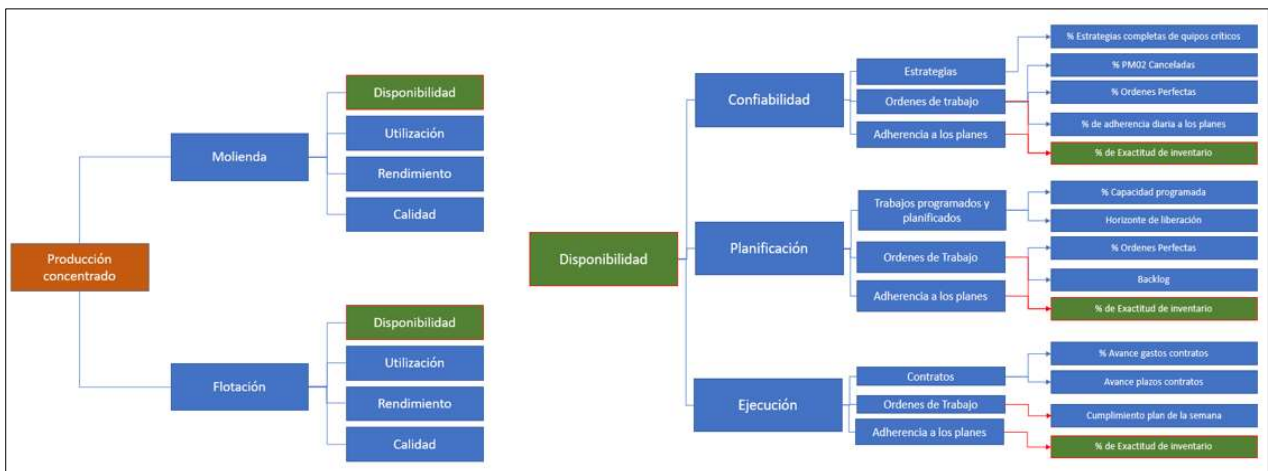 Producción
concentrado
Molienda
Disponibilidad
Utilización
Rendimiento
Calidad
Flotación
Disponibilidad
Utilización
Rendimiento
Calidad
Disponibilidad
Confiabilidad
Estrategias
Ordenes de trabajo
Adherencia a los planes
% Estrategias completas de quipos críticos
% PM02 Canceladas
% Ordenes Perfectas
% de adherencia diaria a los planes
% de Exactitud de inventario
Planificación
Trabajos programados y
planificados
Ordenes de Trabajo
Adherencia a los planes
% Capacidad programada
Horizonte de liberación
% Ordenes Perfectas
Backlog
% de Exactitud de inventario
Ejecución
Contratos
Ordenes de Trabajo
Adherencia a los planes
% Avance gastos contratos
Avance plazos contratos
Cumplimiento plan de la semana
% de Exactitud de inventario